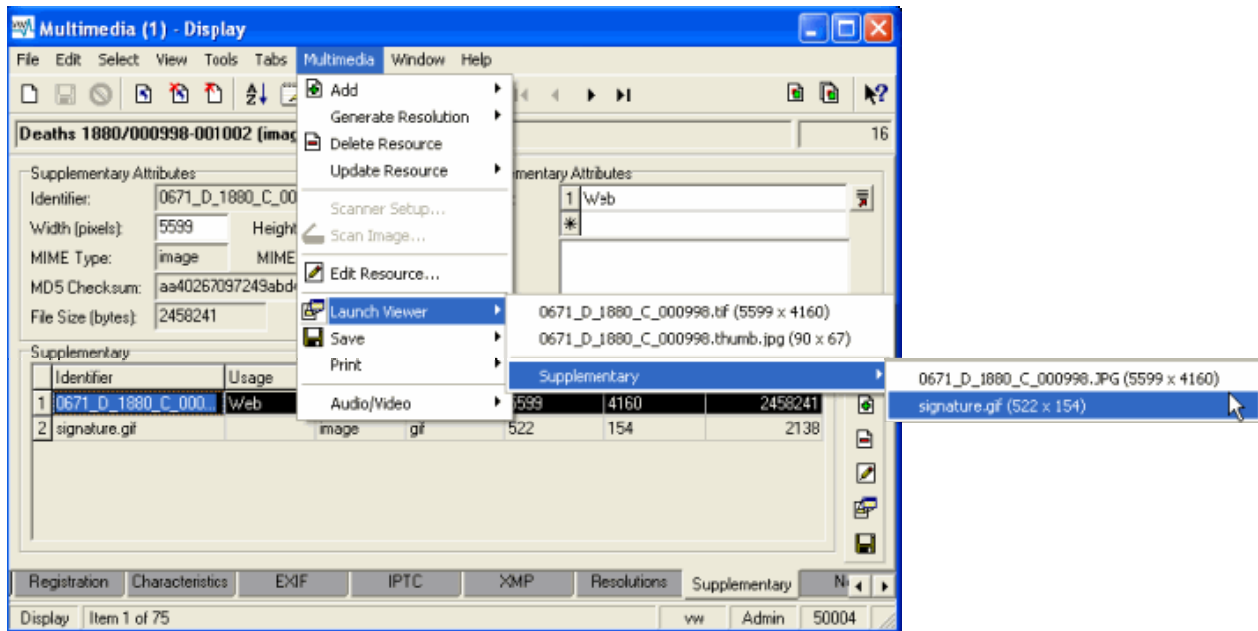 Multimedia (1) - Display
File Edit Select View Tools Tabs Multimedia Window Help
Deaths 1880/000998-001002 (imag 16
Add
Generate Resolution
Delete Resource
Update Resource
Scanner Setup...
Scan Image...
Edit Resource...
Launch Viewer
Save
Print
Audio/Video
0671_D_1880_C_000998.tif (5599 x 4160)
0671_D_1880_C_000998.thumb.jpg (90 x 67)
Supplementary
0671_D_1880_C_000998.JPG (5599 x 4160)
signature.gif (522 x 154)
Supplementary Attributes
Identifier: 0671_D_1880_C_00
Width (pixels): 5599 Height
MIME Type: image MIME
MD5 Checksum: aa40267097249abd
File Size (bytes): 2458241
mentary Attributes
1 Web
Supplementary
Identifier Usage
1 0671_D_1880_C_000... Web 5599 4160 2458241
2 signature.gif image gif 522 154 2138
Registration Characteristics EXIF IPTC XMP Resolutions Supplementary N
Display Item 1 of 75 vw Admin 50004